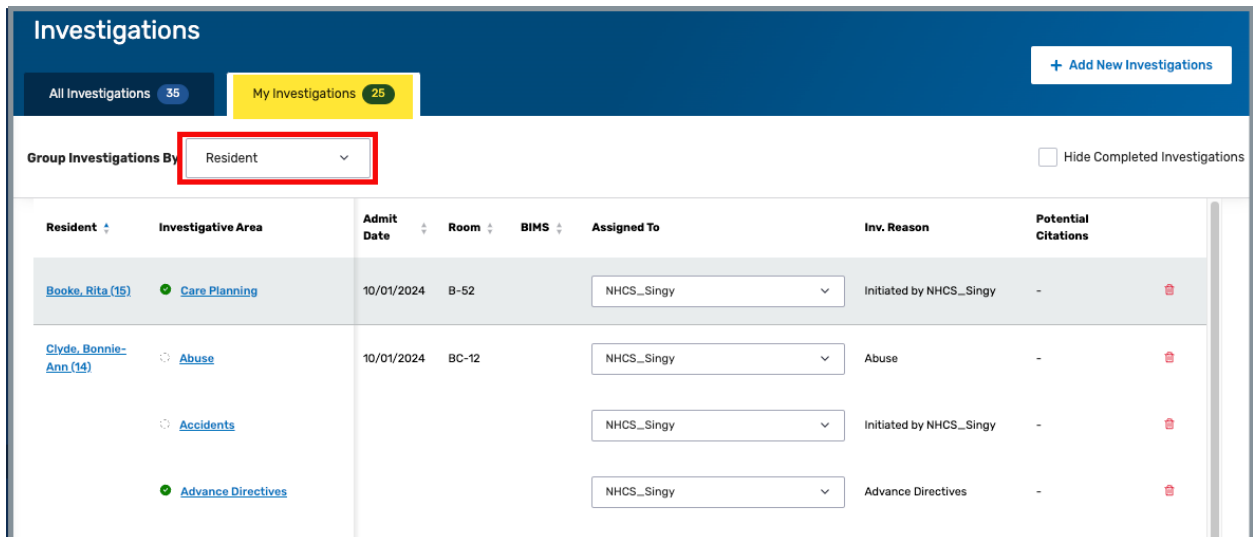 Investigations
+ Add New Investigations
All Investigations 35
My Investigations 25
Group Investigations By
Resident
Hide Completed Investigations
Resident Investigative Area Admit Date Room BIMS Assigned To Inv. Reason Potential Citations
Booke, Rita (15) Care Planning 10/01/2024 B-52 NHCS_Singy Initiated by NHCS_Singy -
Clyde, Bonnie-
Ann (14)
Abuse 10/01/2024 BC-12 NHCS_Singy Abuse -
Accidents NHCS_Singy Initiated by NHCS_Singy -
Advance Directives NHCS_Singy Advance Directives -